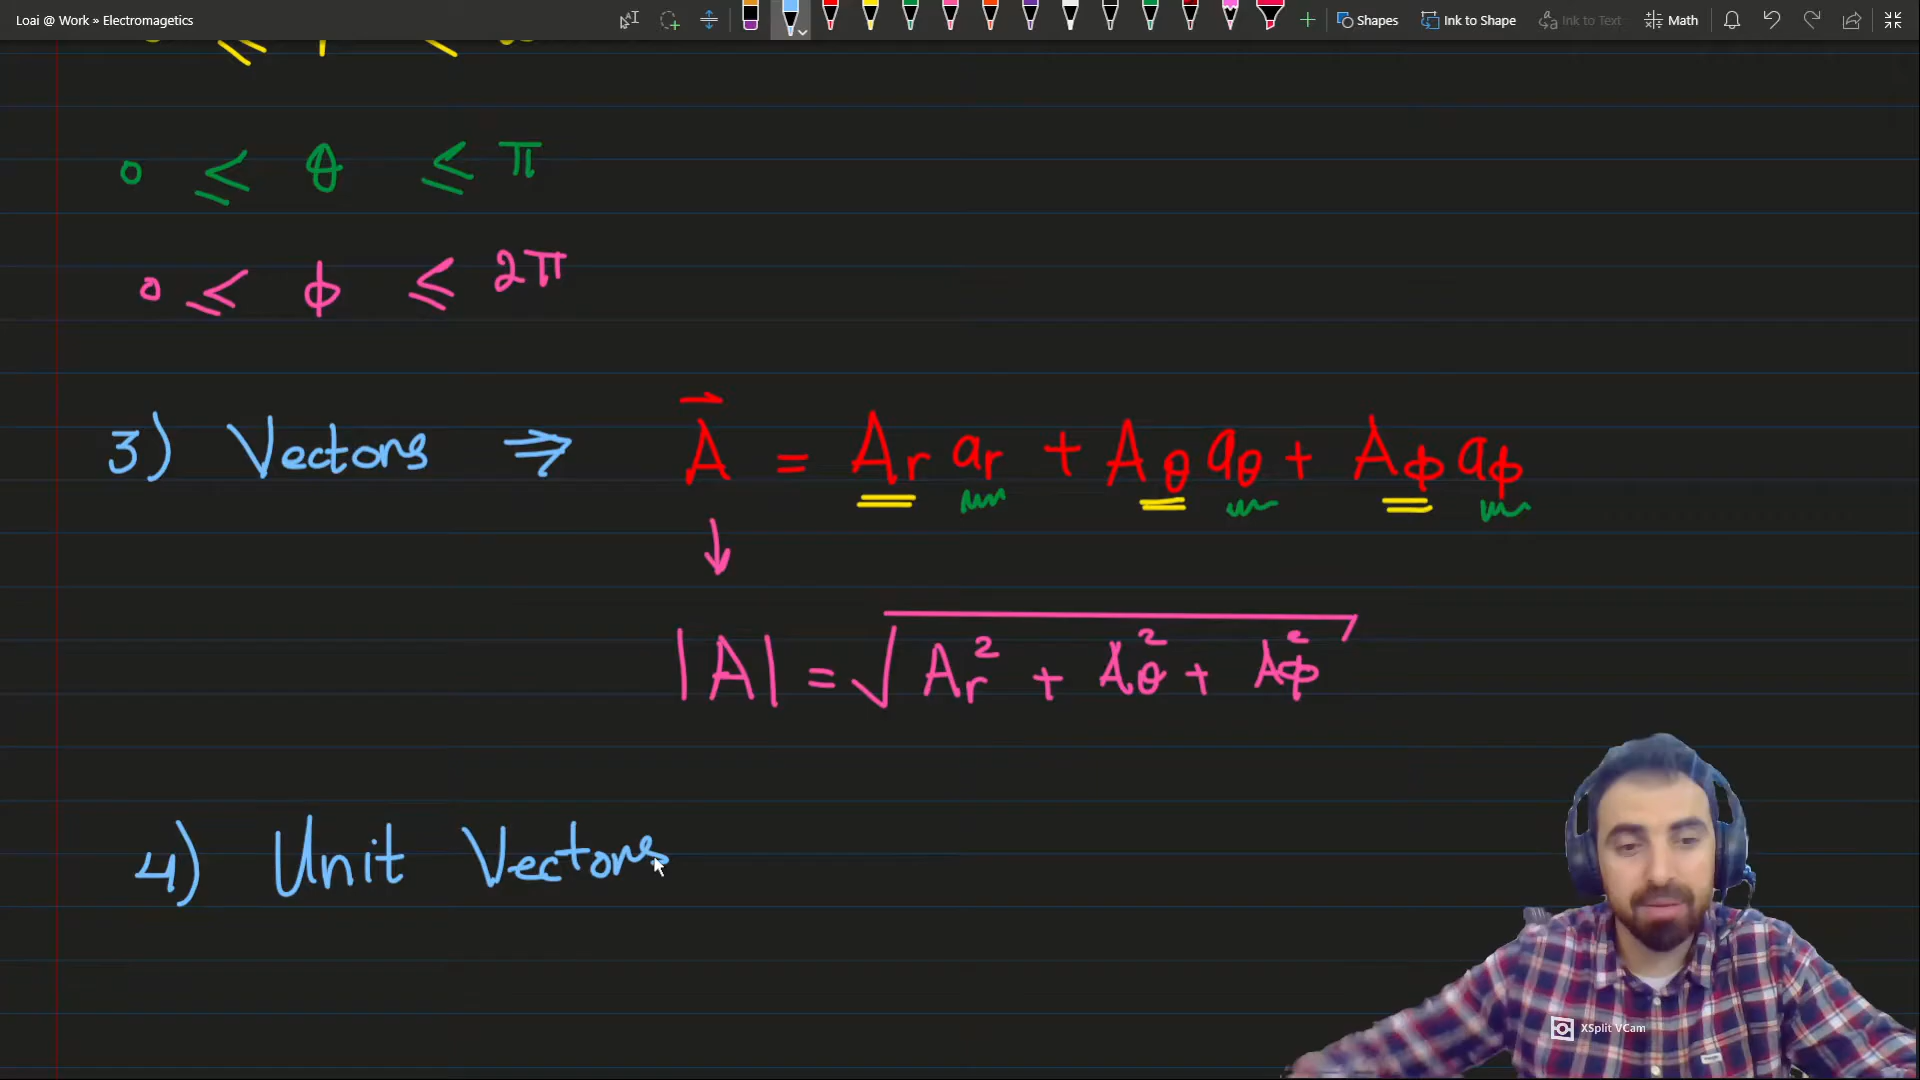 Loai @ Work » Electromagetics Shapes Ink to Shape Ink to Text Math
0 ≤ θ ≤ π
0 ≤ ϕ ≤ 2π
3) Vectors ⇒ A⃗ = Ar ar + Aθ aθ + Aϕ aϕ
↓
|A| = √(Ar² + Aθ² + Aϕ²)
4) Unit Vectors
XSplit VCam